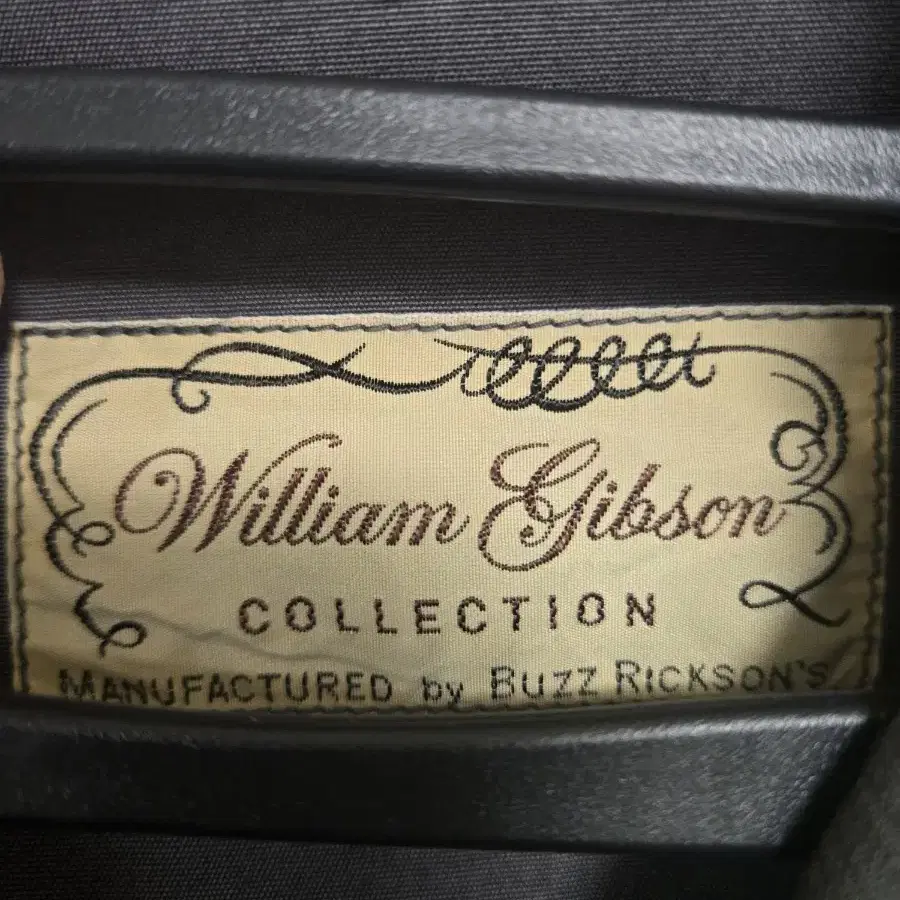 William Gibson
COLLECTION
MANUFACTURED by BUZZ RICKSON'S